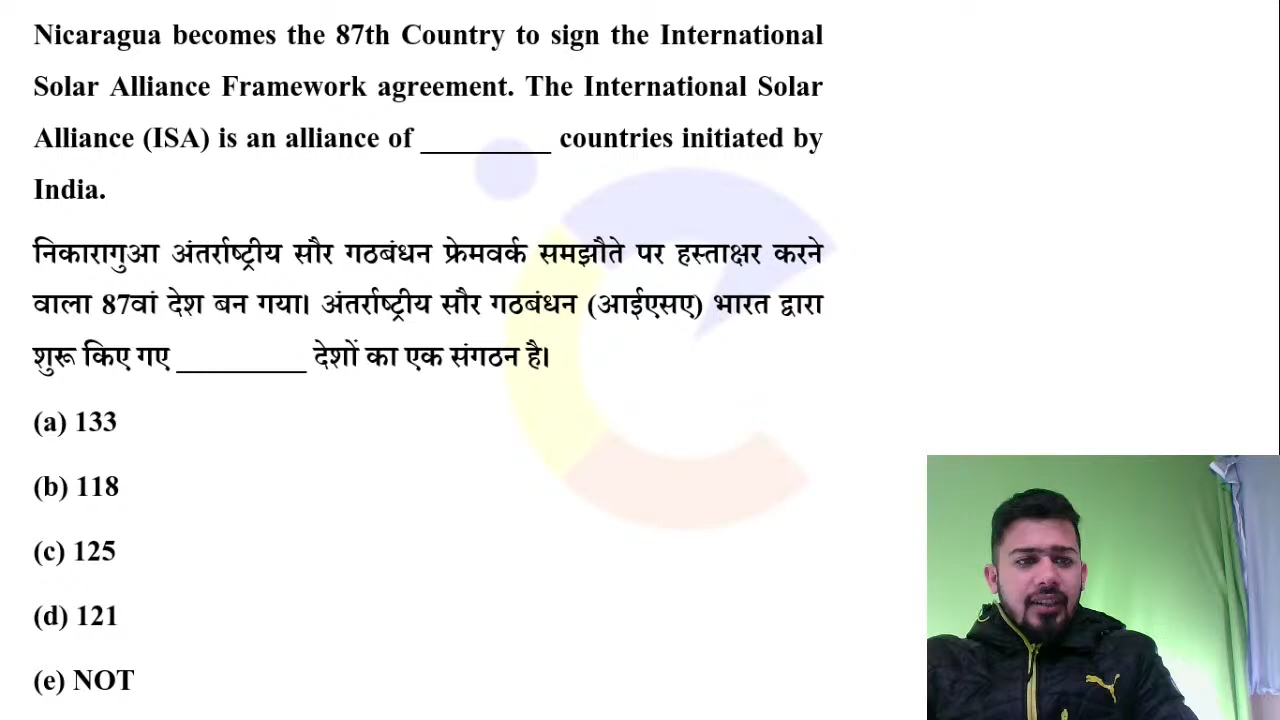 Nicaragua becomes the 87th Country to sign the International
Solar Alliance Framework agreement. The International Solar
Alliance (ISA) is an alliance of _________ countries initiated by
India.
निकारागुआ अंतर्राष्ट्रीय सौर गठबंधन फ्रेमवर्क समझौते पर हस्ताक्षर करने
वाला 87वां देश बन गया। अंतर्राष्ट्रीय सौर गठबंधन (आईएसए) भारत द्वारा
शुरू किए गए _________ देशों का एक संगठन है।
(a) 133
(b) 118
(c) 125
(d) 121
(e) NOT